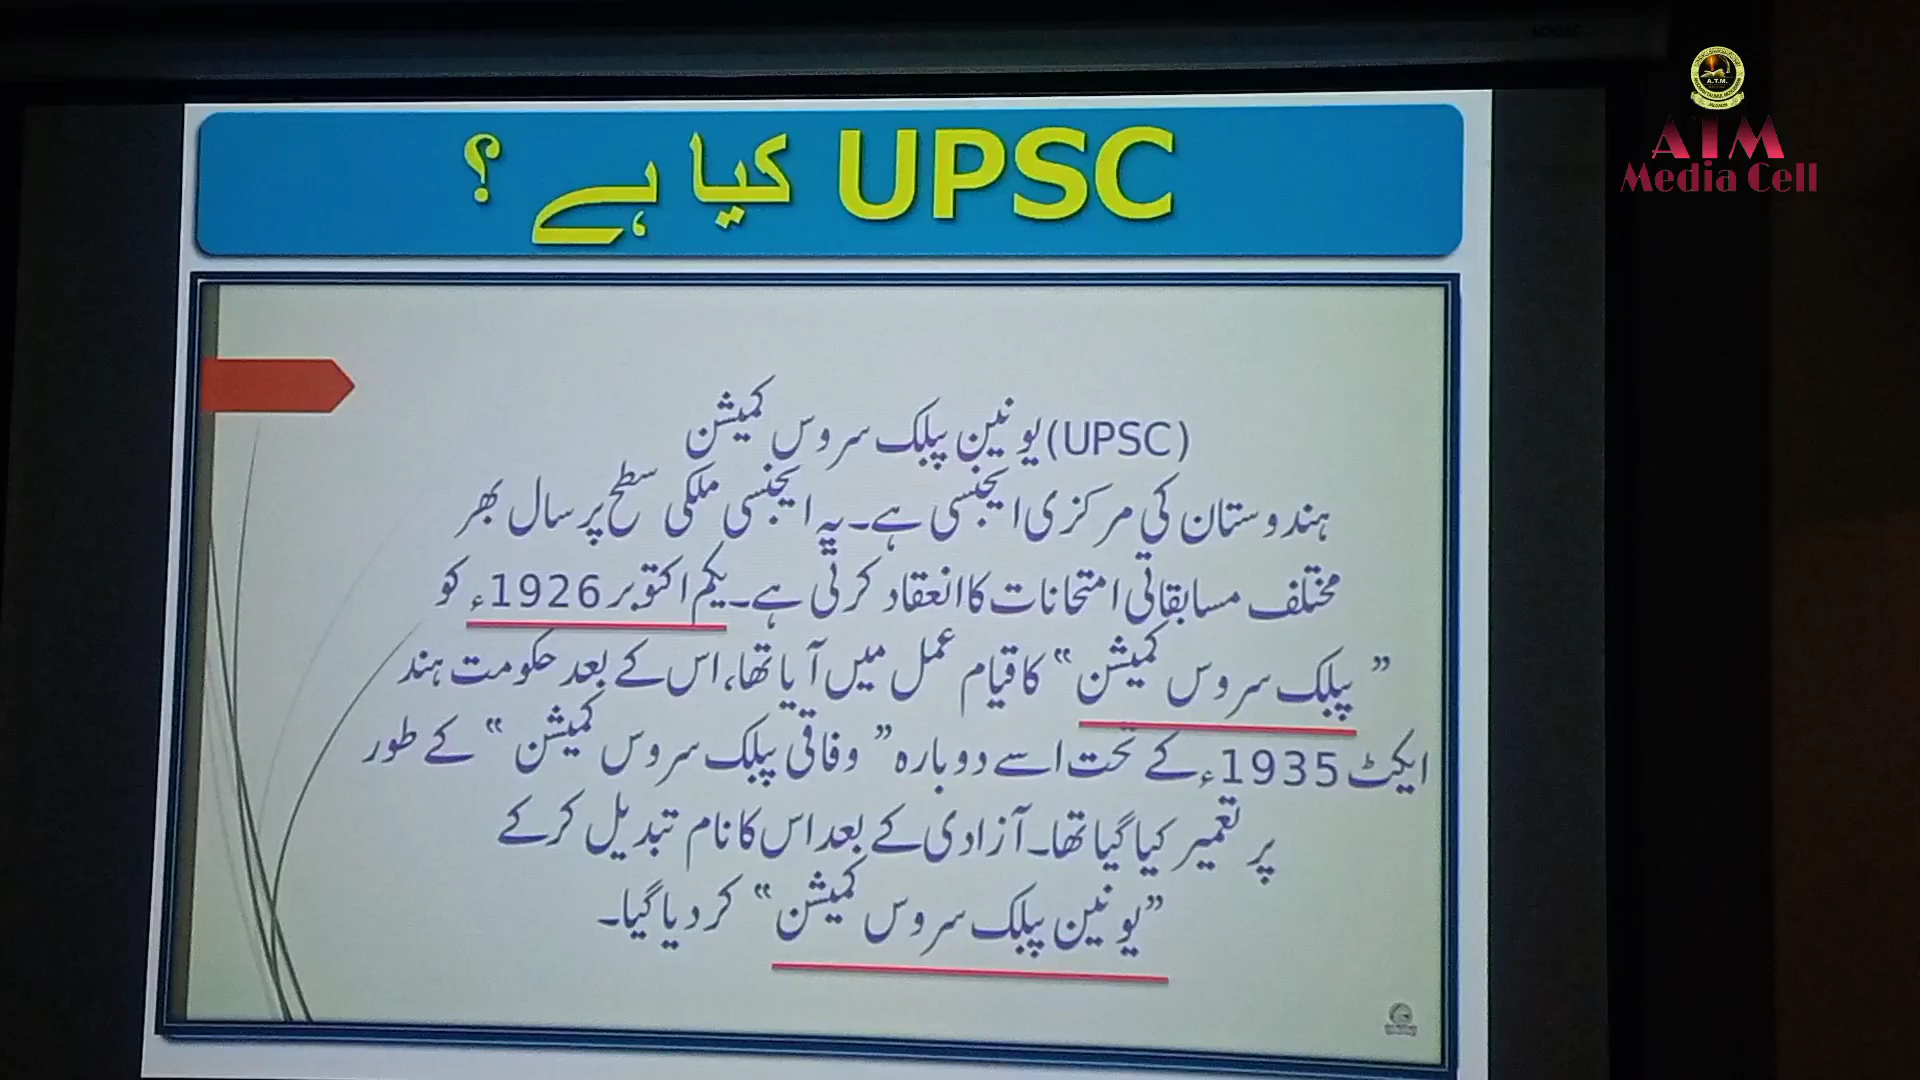 UPSC کیا ہے ؟
(UPSC) یونین پبلک سروس کمیشن
ہندوستان کی مرکزی ایجنسی ہے۔ یہ ایجنسی ملکی سطح پر سال بھر
مختلف مسابقاتی امتحانات کا انعقاد کرتی ہے۔ یکم اکتوبر 1926ء کو
”پبلک سروس کمیشن“ کا قیام عمل میں آیا تھا، اس کے بعد حکومت ہند
ایکٹ 1935ء کے تحت اسے دوبارہ ”وفاقی پبلک سروس کمیشن“ کے طور
پر تعمیر کیا گیا تھا۔ آزادی کے بعد اس کا نام تبدیل کرکے
”یونین پبلک سروس کمیشن“ کر دیا گیا۔
A.T.M.
ATM
Media Cell